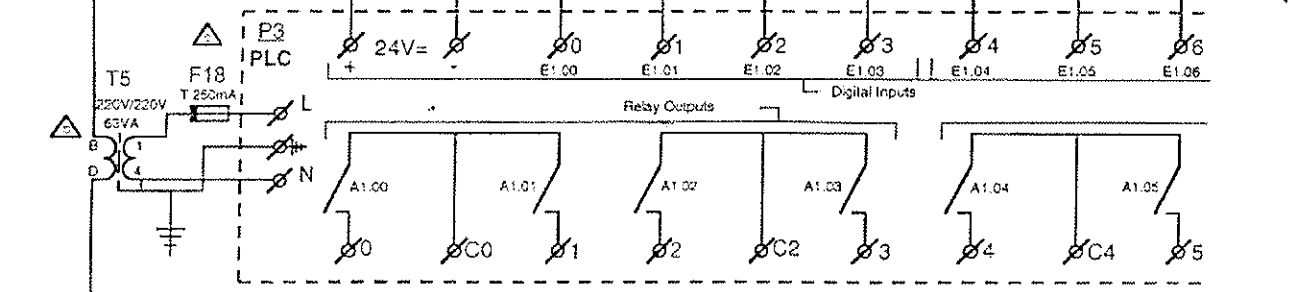 P3
PLC
24V=
+
-
0
1
2
3
4
5
6
E1.00
E1.01
E1.02
E1.03
E1.04
E1.05
E1.06
Digital Inputs
T5
220V/220V
63VA
F18
T 250mA
L
N
B
D
1
4
Relay Outputs
A1.00
A1.01
A1.02
A1.03
A1.04
A1.05
0
C0
1
2
C2
3
4
C4
5